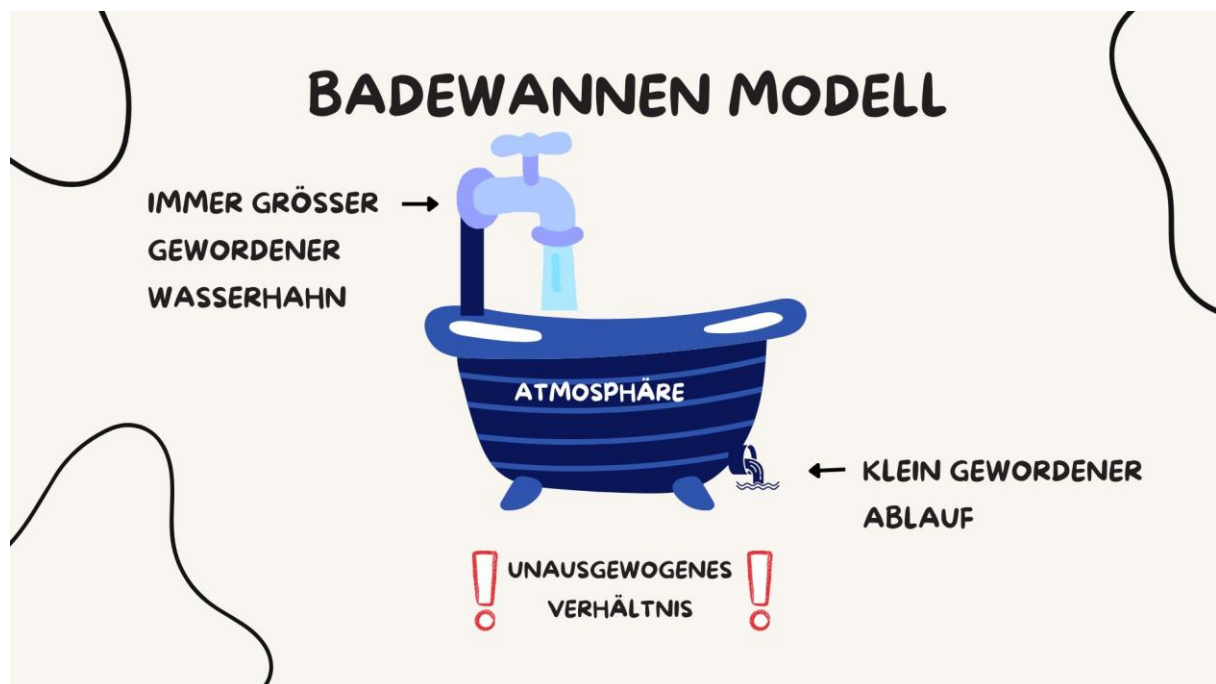 BADEWANNEN MODELL
IMMER GRÖSSER
GEWORDENER
WASSERHAHN
ATMOSPHÄRE
KLEIN GEWORDENER
ABLAUF
UNAUSGEWOGENES
VERHÄLTNIS